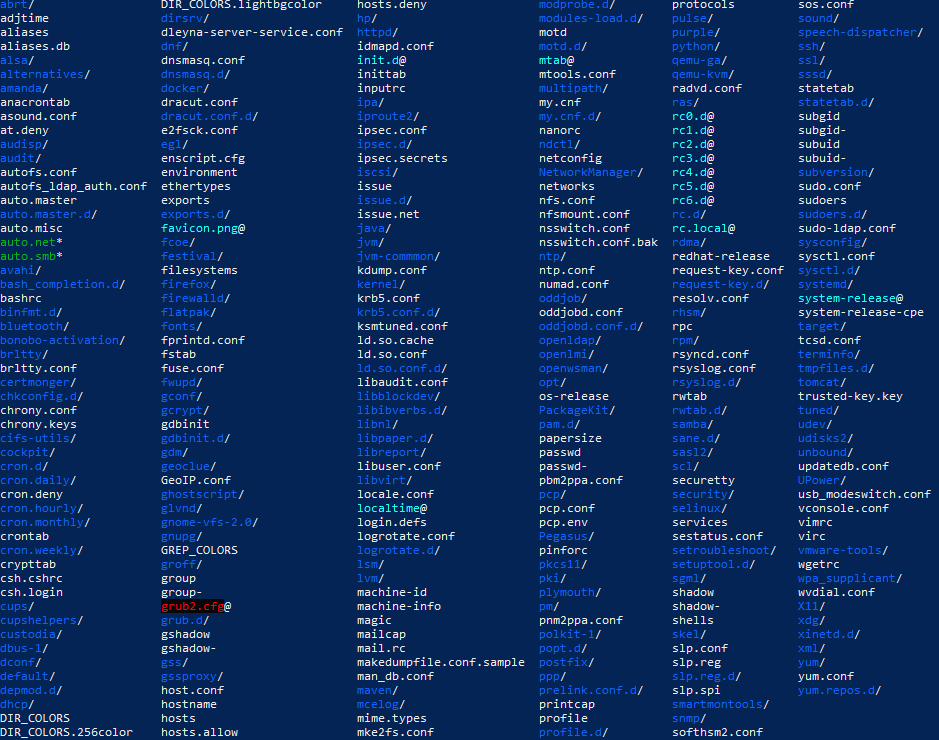 abrt/ DIR_COLORS.lightbgcolor hosts.deny modprobe.d/ protocols sos.conf
adjtime dirsrv/ hp/ modules-load.d/ pulse/ sound/
aliases dleyna-server-service.conf httpd/ motd purple/ speech-dispatcher/
aliases.db dnf/ idmapd.conf motd.d/ python/ ssh/
alsa/ dnsmasq.conf init.d@ mtab@ qemu-ga/ ssl/
alternatives/ dnsmasq.d/ inittab mtools.conf qemu-kvm/ sssd/
amanda/ docker/ inputrc multipath/ radvd.conf statetab
anacrontab dracut.conf ipa/ my.cnf ras/ statetab.d/
asound.conf dracut.conf.d/ iproute2/ my.cnf.d/ rc0.d@ subgid
at.deny e2fsck.conf ipsec.conf nanorc rc1.d@ subgid-
audisp/ egl/ ipsec.d/ ndctl/ rc2.d@ subuid
audit/ enscript.cfg ipsec.secrets netconfig rc3.d@ subuid-
autofs.conf environment iscsi/ NetworkManager/ rc4.d@ subversion/
autofs_ldap_auth.conf ethertypes issue networks rc5.d@ sudo.conf
auto.master exports issue.d/ nfs.conf rc6.d@ sudoers
auto.master.d/ exports.d/ issue.net nfsmount.conf rc.d/ sudoers.d/
auto.misc favicon.png@ java/ nsswitch.conf rc.local@ sudo-ldap.conf
auto.net* fcoe/ jvm/ nsswitch.conf.bak rdma/ sysconfig/
auto.smb* festival/ jvm-commmon/ ntp/ redhat-release sysctl.conf
avahi/ filesystems kdump.conf ntp.conf request-key.conf sysctl.d/
bash_completion.d/ firefox/ kernel/ numad.conf request-key.d/ systemd/
bashrc firewalld/ krb5.conf oddjob/ resolv.conf system-release@
binfmt.d/ flatpak/ krb5.conf.d/ oddjobd.conf rhsm/ system-release-cpe
bluetooth/ fonts/ ksmtuned.conf oddjobd.conf.d/ rpc target/
bonobo-activation/ fprintd.conf ld.so.cache openldap/ rpm/ tcsd.conf
brltty/ fstab ld.so.conf openlmi/ rsyncd.conf terminfo/
brltty.conf fuse.conf ld.so.conf.d/ openwsman/ rsyslog.conf tmpfiles.d/
certmonger/ fwupd/ libaudit.conf opt/ rsyslog.d/ tomcat/
chkconfig.d/ gconf/ libblockdev/ os-release rwtab trusted-key.key
chrony.conf gcrypt/ libibverbs.d/ PackageKit/ rwtab.d/ tuned/
chrony.keys gdbinit libnl/ pam.d/ samba/ udev/
cifs-utils/ gdbinit.d/ libpaper.d/ papersize sane.d/ udisks2/
cockpit/ gdm/ libreport/ passwd sasl2/ unbound/
cron.d/ geoclue/ libuser.conf passwd- scl/ updatedb.conf
cron.daily/ GeoIP.conf libvirt/ pbm2ppa.conf securetty UPower/
cron.deny ghostscript/ locale.conf pcp/ security/ usb_modeswitch.conf
cron.hourly/ glvnd/ localtime@ pcp.conf selinux/ vconsole.conf
cron.monthly/ gnome-vfs-2.0/ login.defs pcp.env services vimrc
crontab gnupg/ logrotate.conf Pegasus/ sestatus.conf virc
cron.weekly/ GREP_COLORS logrotate.d/ pinforc setroubleshoot/ vmware-tools/
crypttab groff/ lsm/ pkcs11/ setuptool.d/ wgetrc
csh.cshrc group lvm/ pki/ sgml/ wpa_supplicant/
csh.login group- machine-id plymouth/ shadow wvdial.conf
cups/ grub2.cfg@ machine-info pm/ shadow- X11/
cupshelpers/ grub.d/ magic pnm2ppa.conf shells xdg/
custodia/ gshadow mailcap polkit-1/ skel/ xinetd.d/
dbus-1/ gshadow- mail.rc popt.d/ slp.conf xml/
dconf/ gss/ makedumpfile.conf.sample postfix/ slp.reg yum/
default/ gssproxy/ man_db.conf ppp/ slp.reg.d/ yum.conf
depmod.d/ host.conf maven/ prelink.conf.d/ slp.spi yum.repos.d/
dhcp/ hostname mcelog/ printcap smartmontools/
DIR_COLORS hosts mime.types profile snmp/
DIR_COLORS.256color hosts.allow mke2fs.conf profile.d/ softhsm2.conf